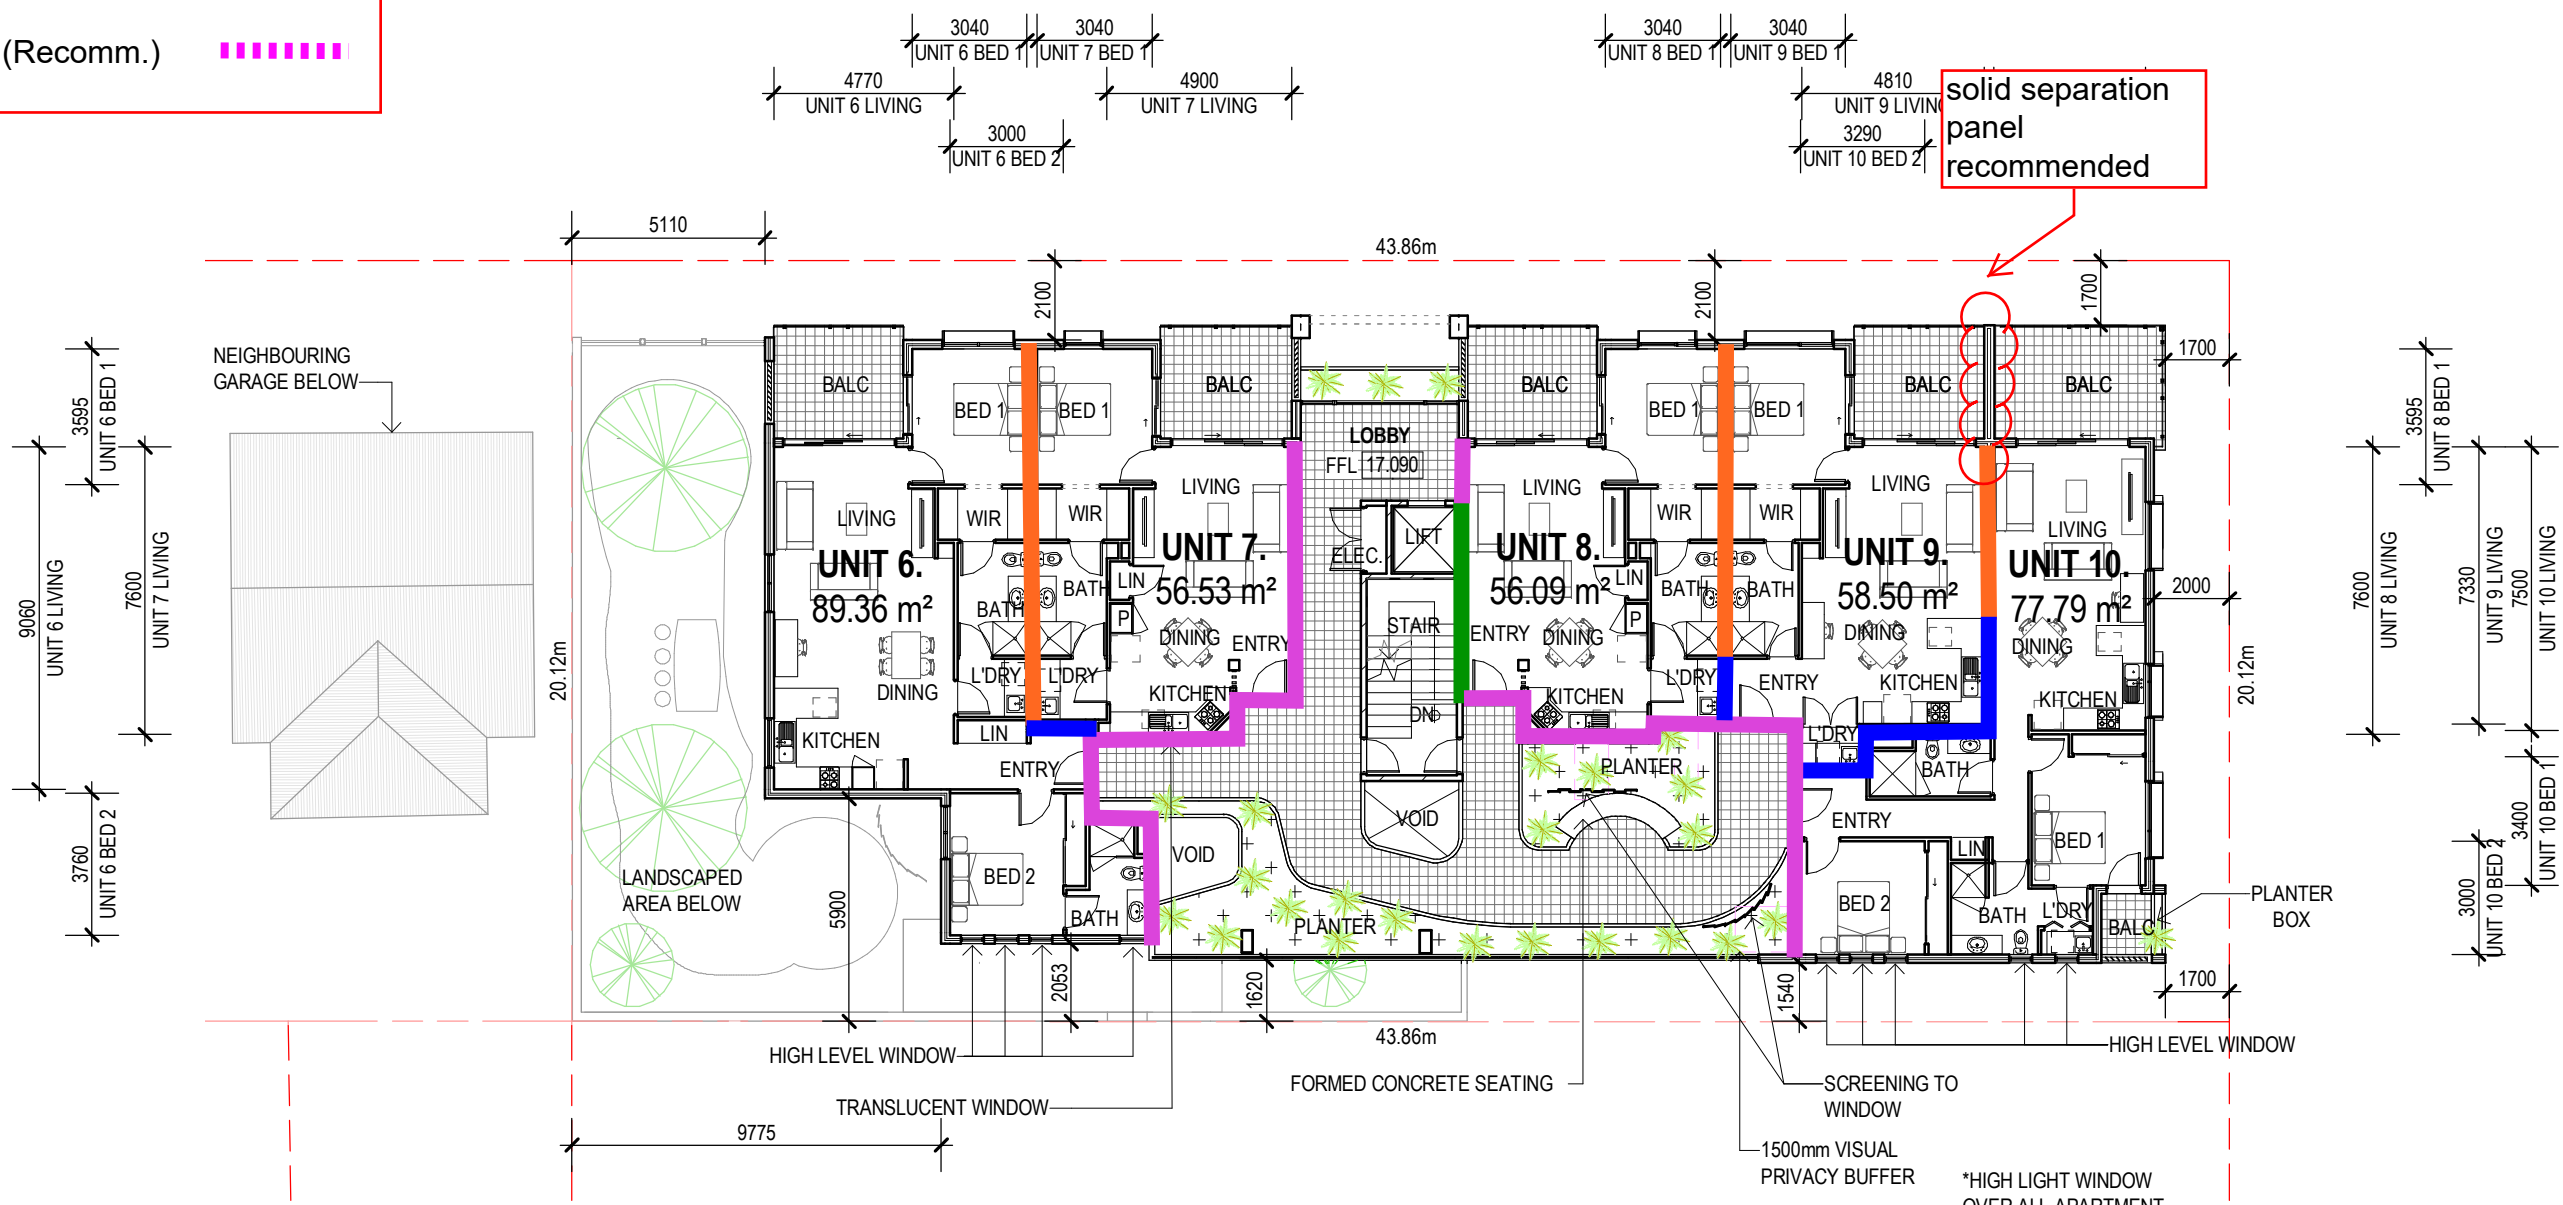 (Recomm.)
3040
UNIT 6 BED 1
3040
UNIT 7 BED 1
4770
UNIT 6 LIVING
4900
UNIT 7 LIVING
3000
UNIT 6 BED 2
3040
UNIT 8 BED 1
3040
UNIT 9 BED 1
4810
UNIT 9 LIVING
3290
UNIT 10 BED 2
solid separation
panel
recommended
5110
43.86m
2100
2100
1700
1700
NEIGHBOURING
GARAGE BELOW
3595
UNIT 6 BED 1
9060
UNIT 6 LIVING
7600
UNIT 7 LIVING
3760
UNIT 6 BED 2
20.12m
BALC
BED 1
BED 1
BALC
BALC
BED 1
BED 1
BALC
BALC
LOBBY
FFL 17.090
LIVING
WIR
WIR
LIVING
LIVING
WIR
WIR
LIVING
LIVING
UNIT 6.
89.36 m²
UNIT 7.
56.53 m²
UNIT 8.
56.09 m²
UNIT 9.
58.50 m²
UNIT 10.
77.79 m²
ELEC.
LIFT
STAIR
DN
BATH
BATH
LIN
P
DINING
ENTRY
ENTRY
DINING
LIN
P
BATH
BATH
DINING
DINING
DINING
L'DRY
L'DRY
KITCHEN
KITCHEN
L'DRY
ENTRY
KITCHEN
KITCHEN
KITCHEN
LIN
ENTRY
PLANTER
L'DRY
BATH
VOID
VOID
ENTRY
LIN
BED 1
BED 2
BATH
PLANTER
BED 2
BATH
L'DRY
BALC
LANDSCAPED
AREA BELOW
5900
2053
1620
1540
3595
UNIT 8 BED 1
7600
UNIT 8 LIVING
7330
UNIT 9 LIVING
7500
UNIT 10 LIVING
2000
20.12m
3400
UNIT 10 BED 1
3000
UNIT 10 BED 2
PLANTER
BOX
1700
43.86m
HIGH LEVEL WINDOW
HIGH LEVEL WINDOW
TRANSLUCENT WINDOW
FORMED CONCRETE SEATING
SCREENING TO
WINDOW
9775
1500mm VISUAL
PRIVACY BUFFER
*HIGH LIGHT WINDOW
OVER ALL APARTMENT